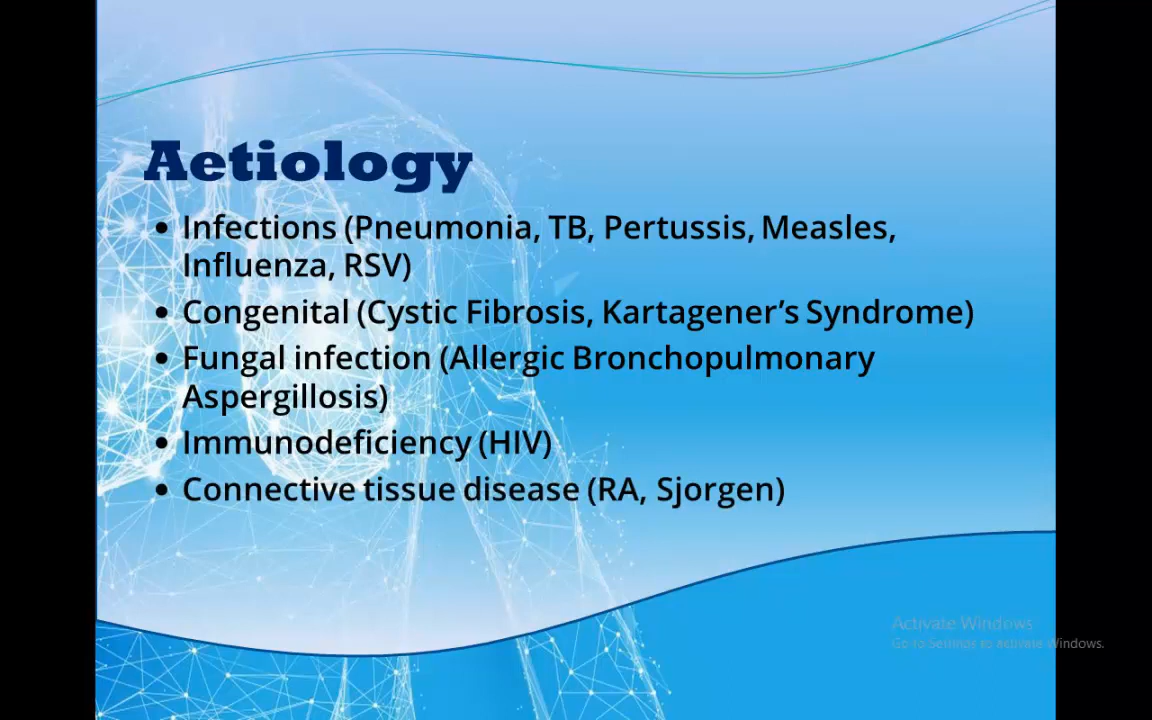 Aetiology
• Infections (Pneumonia, TB, Pertussis, Measles,
Influenza, RSV)
• Congenital (Cystic Fibrosis, Kartagener’s Syndrome)
• Fungal infection (Allergic Bronchopulmonary
Aspergillosis)
• Immunodeficiency (HIV)
• Connective tissue disease (RA, Sjorgen)
Activate Windows
Go to Settings to activate Windows.